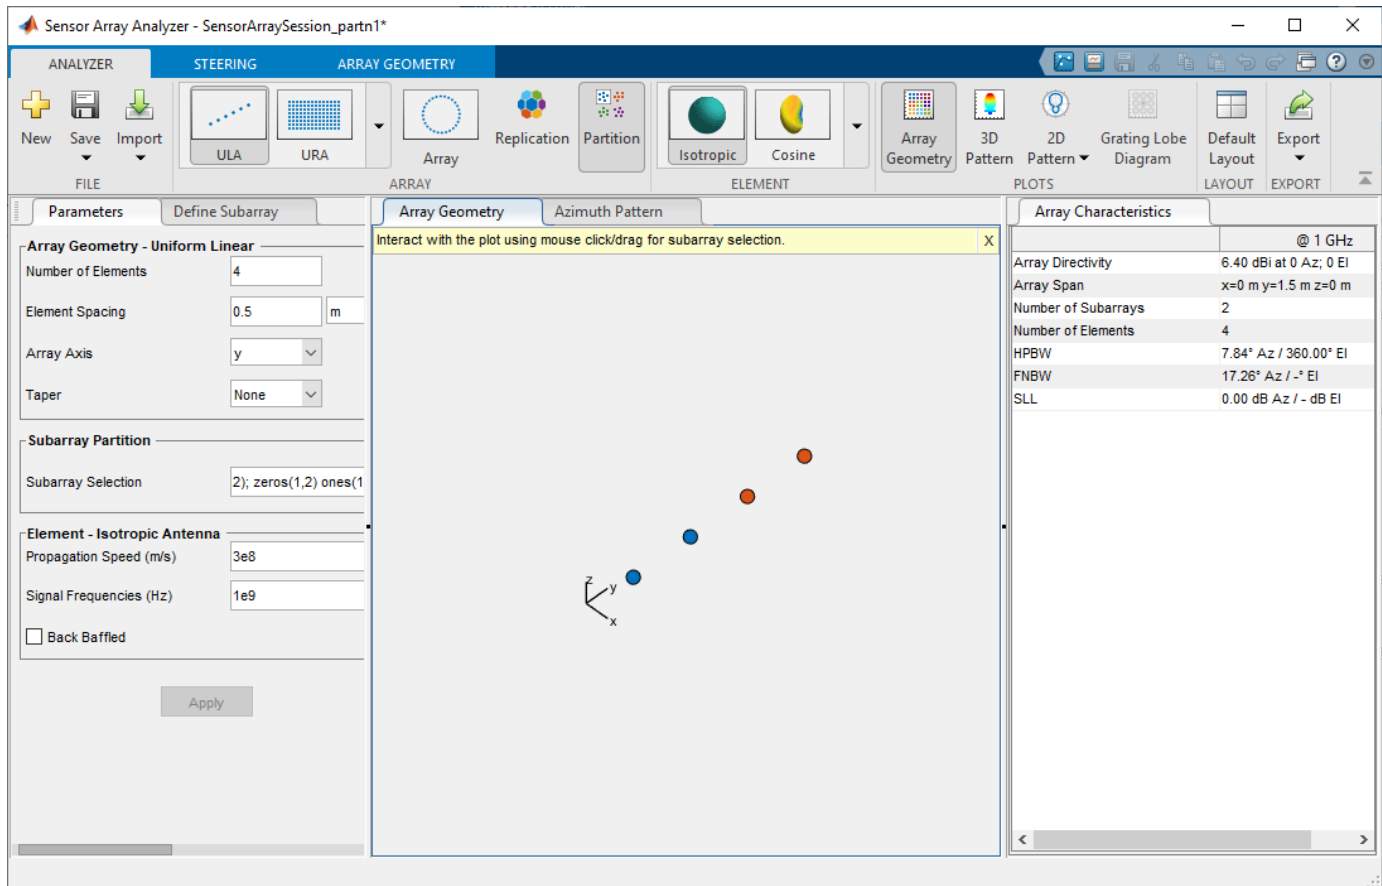 Sensor Array Analyzer - SensorArraySession_partn1*
ANALYZER STEERING ARRAY GEOMETRY
New Save Import ULA URA Array Replication Partition Isotropic Cosine Array Geometry 3D Pattern 2D Pattern Grating Lobe Diagram Default Layout Export
FILE ARRAY ELEMENT PLOTS LAYOUT EXPORT
Parameters Define Subarray
Array Geometry - Uniform Linear
Number of Elements 4
Element Spacing 0.5 m
Array Axis y
Taper None
Subarray Partition
Subarray Selection 2); zeros(1,2) ones(1
Element - Isotropic Antenna
Propagation Speed (m/s) 3e8
Signal Frequencies (Hz) 1e9
Back Baffled
Apply
Array Geometry Azimuth Pattern
Interact with the plot using mouse click/drag for subarray selection. X
z
y
x
Array Characteristics
@ 1 GHz
Array Directivity 6.40 dBi at 0 Az; 0 El
Array Span x=0 m y=1.5 m z=0 m
Number of Subarrays 2
Number of Elements 4
HPBW 7.84° Az / 360.00° El
FNBW 17.26° Az / -° El
SLL 0.00 dB Az / - dB El